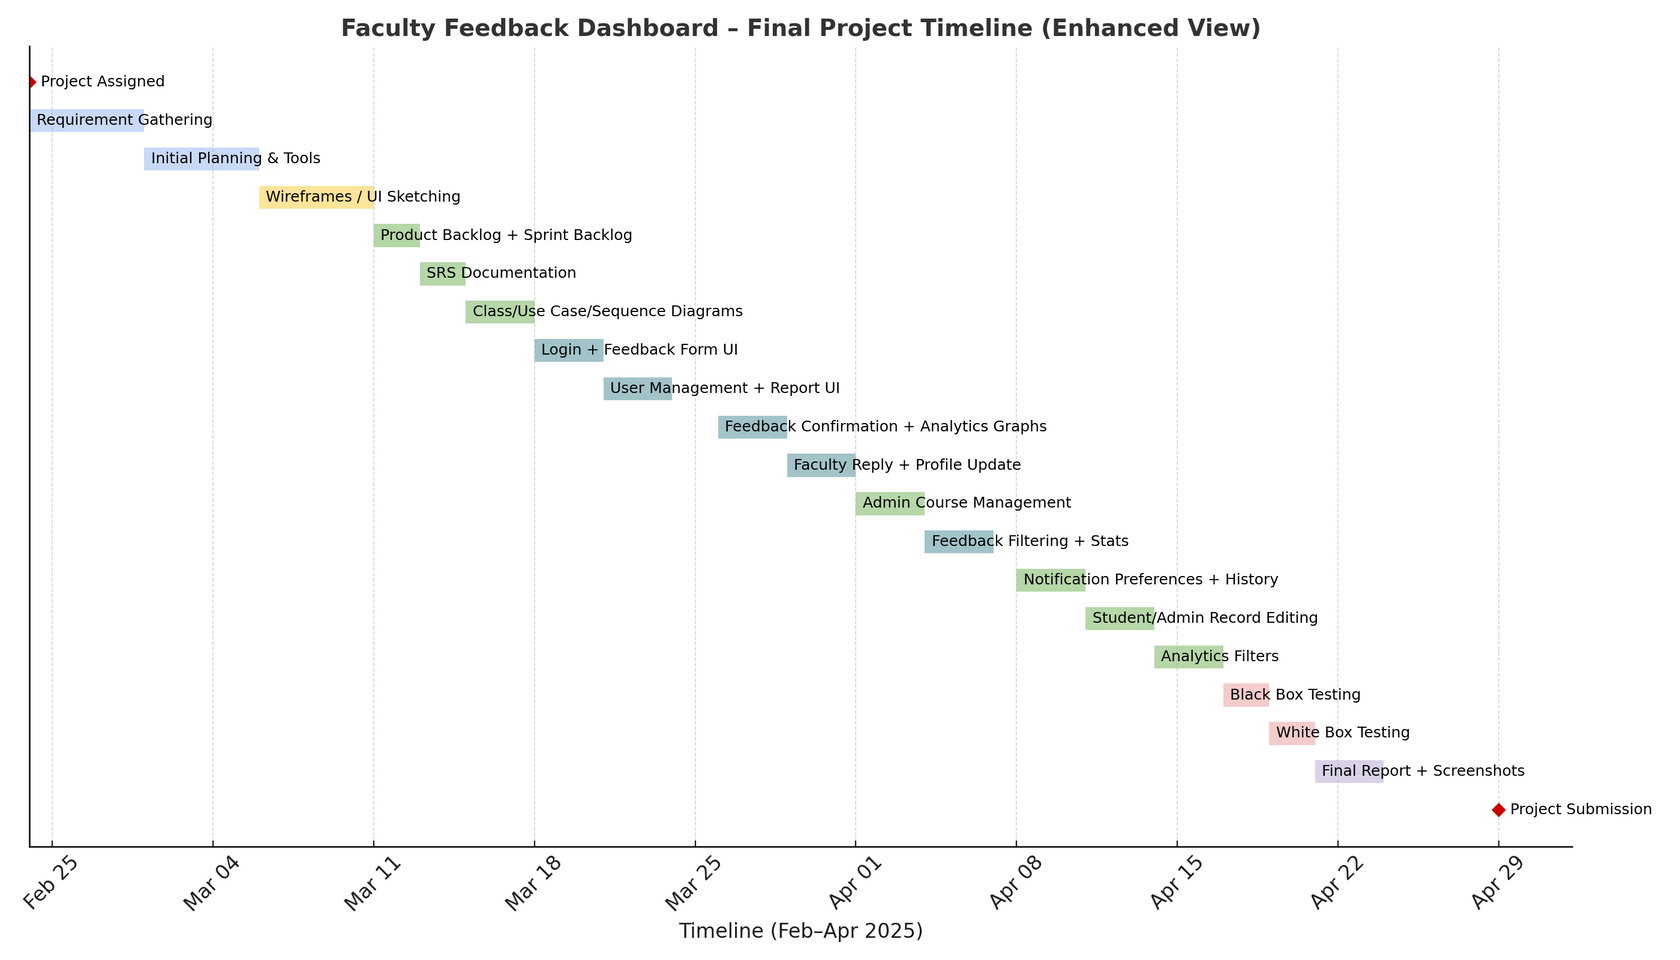 Faculty Feedback Dashboard – Final Project Timeline (Enhanced View)
Project Assigned
Requirement Gathering
Initial Planning & Tools
Wireframes / UI Sketching
Product Backlog + Sprint Backlog
SRS Documentation
Class/Use Case/Sequence Diagrams
Login + Feedback Form UI
User Management + Report UI
Feedback Confirmation + Analytics Graphs
Faculty Reply + Profile Update
Admin Course Management
Feedback Filtering + Stats
Notification Preferences + History
Student/Admin Record Editing
Analytics Filters
Black Box Testing
White Box Testing
Final Report + Screenshots
Project Submission
Feb 25
Mar 04
Mar 11
Mar 18
Mar 25
Apr 01
Apr 08
Apr 15
Apr 22
Apr 29
Timeline (Feb–Apr 2025)